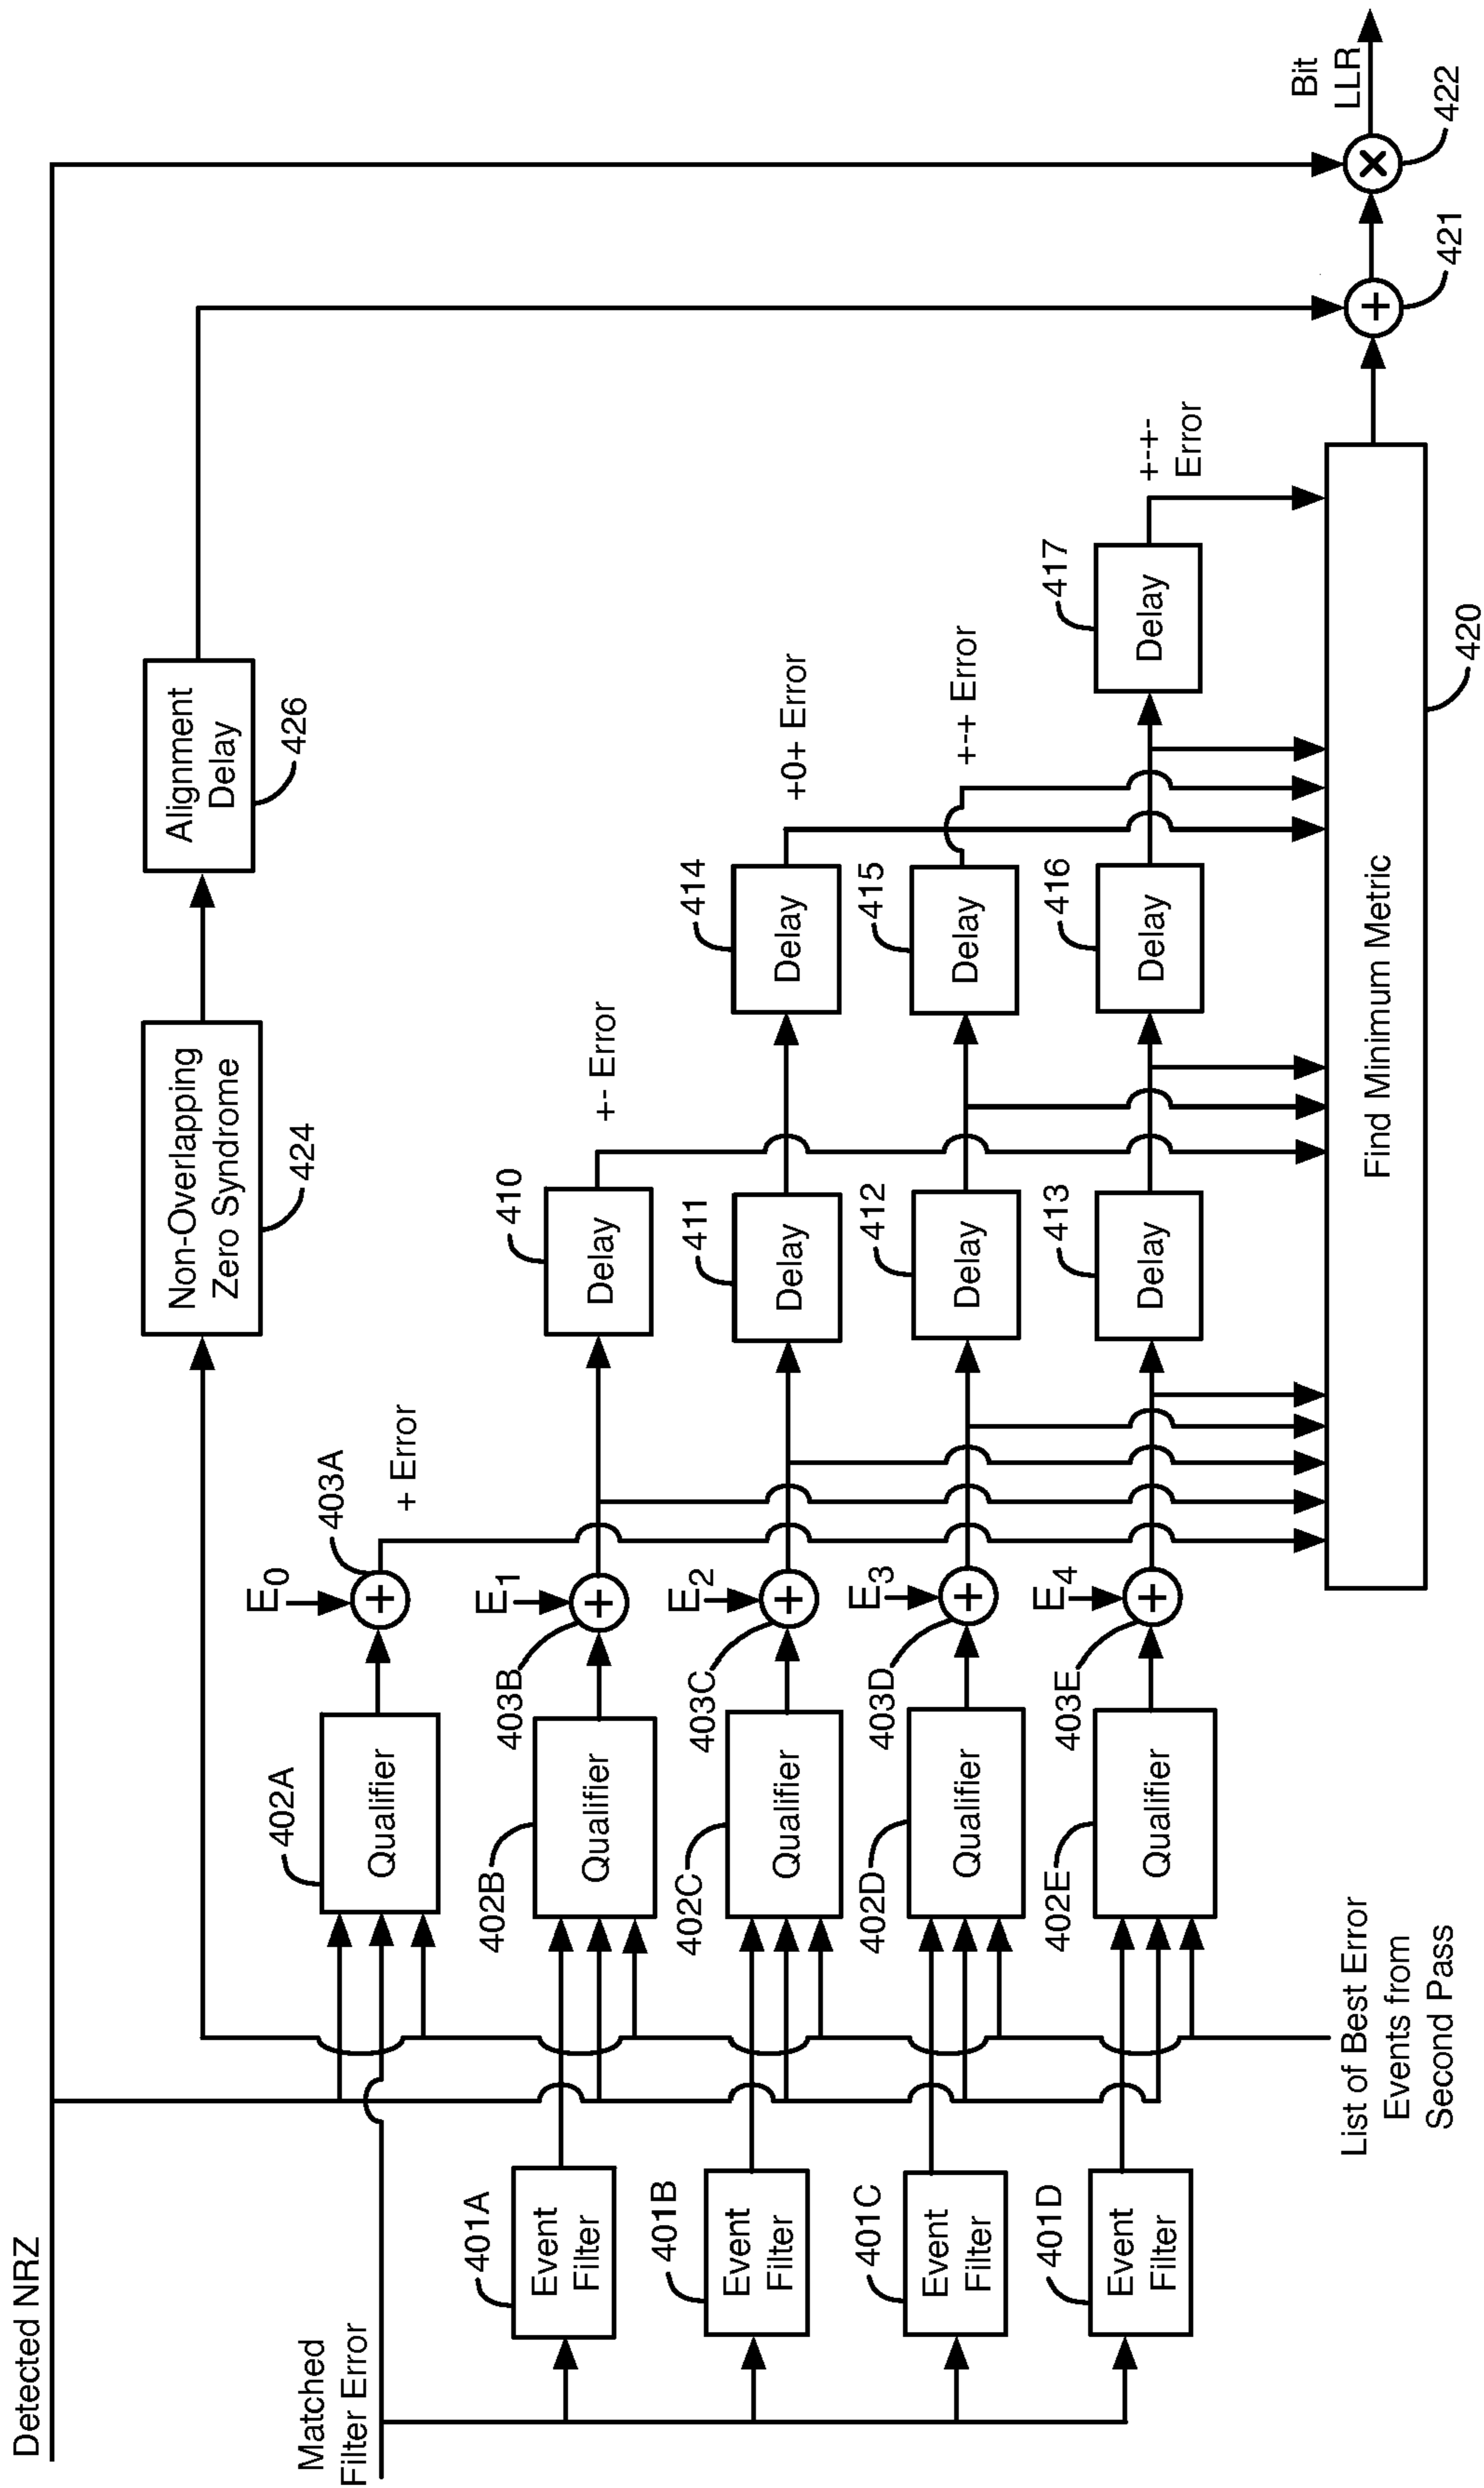 Detected NRZ
Matched
Filter Error
List of Best Error
Events from
Second Pass
401A
Event
Filter
401B
Event
Filter
401C
Event
Filter
401D
Event
Filter
402A
Qualifier
402B
Qualifier
402C
Qualifier
402D
Qualifier
402E
Qualifier
E0
+
403A
+ Error
E1
+
403B
E2
+
403C
E3
+
403D
E4
+
403E
Non-Overlapping
Zero Syndrome
424
Alignment
Delay
426
410
Delay
+- Error
411
Delay
412
Delay
413
Delay
414
Delay
+0+ Error
415
Delay
+-+ Error
416
Delay
417
Delay
+-+-
Error
Find Minimum Metric
420
+
421
×
422
Bit
LLR